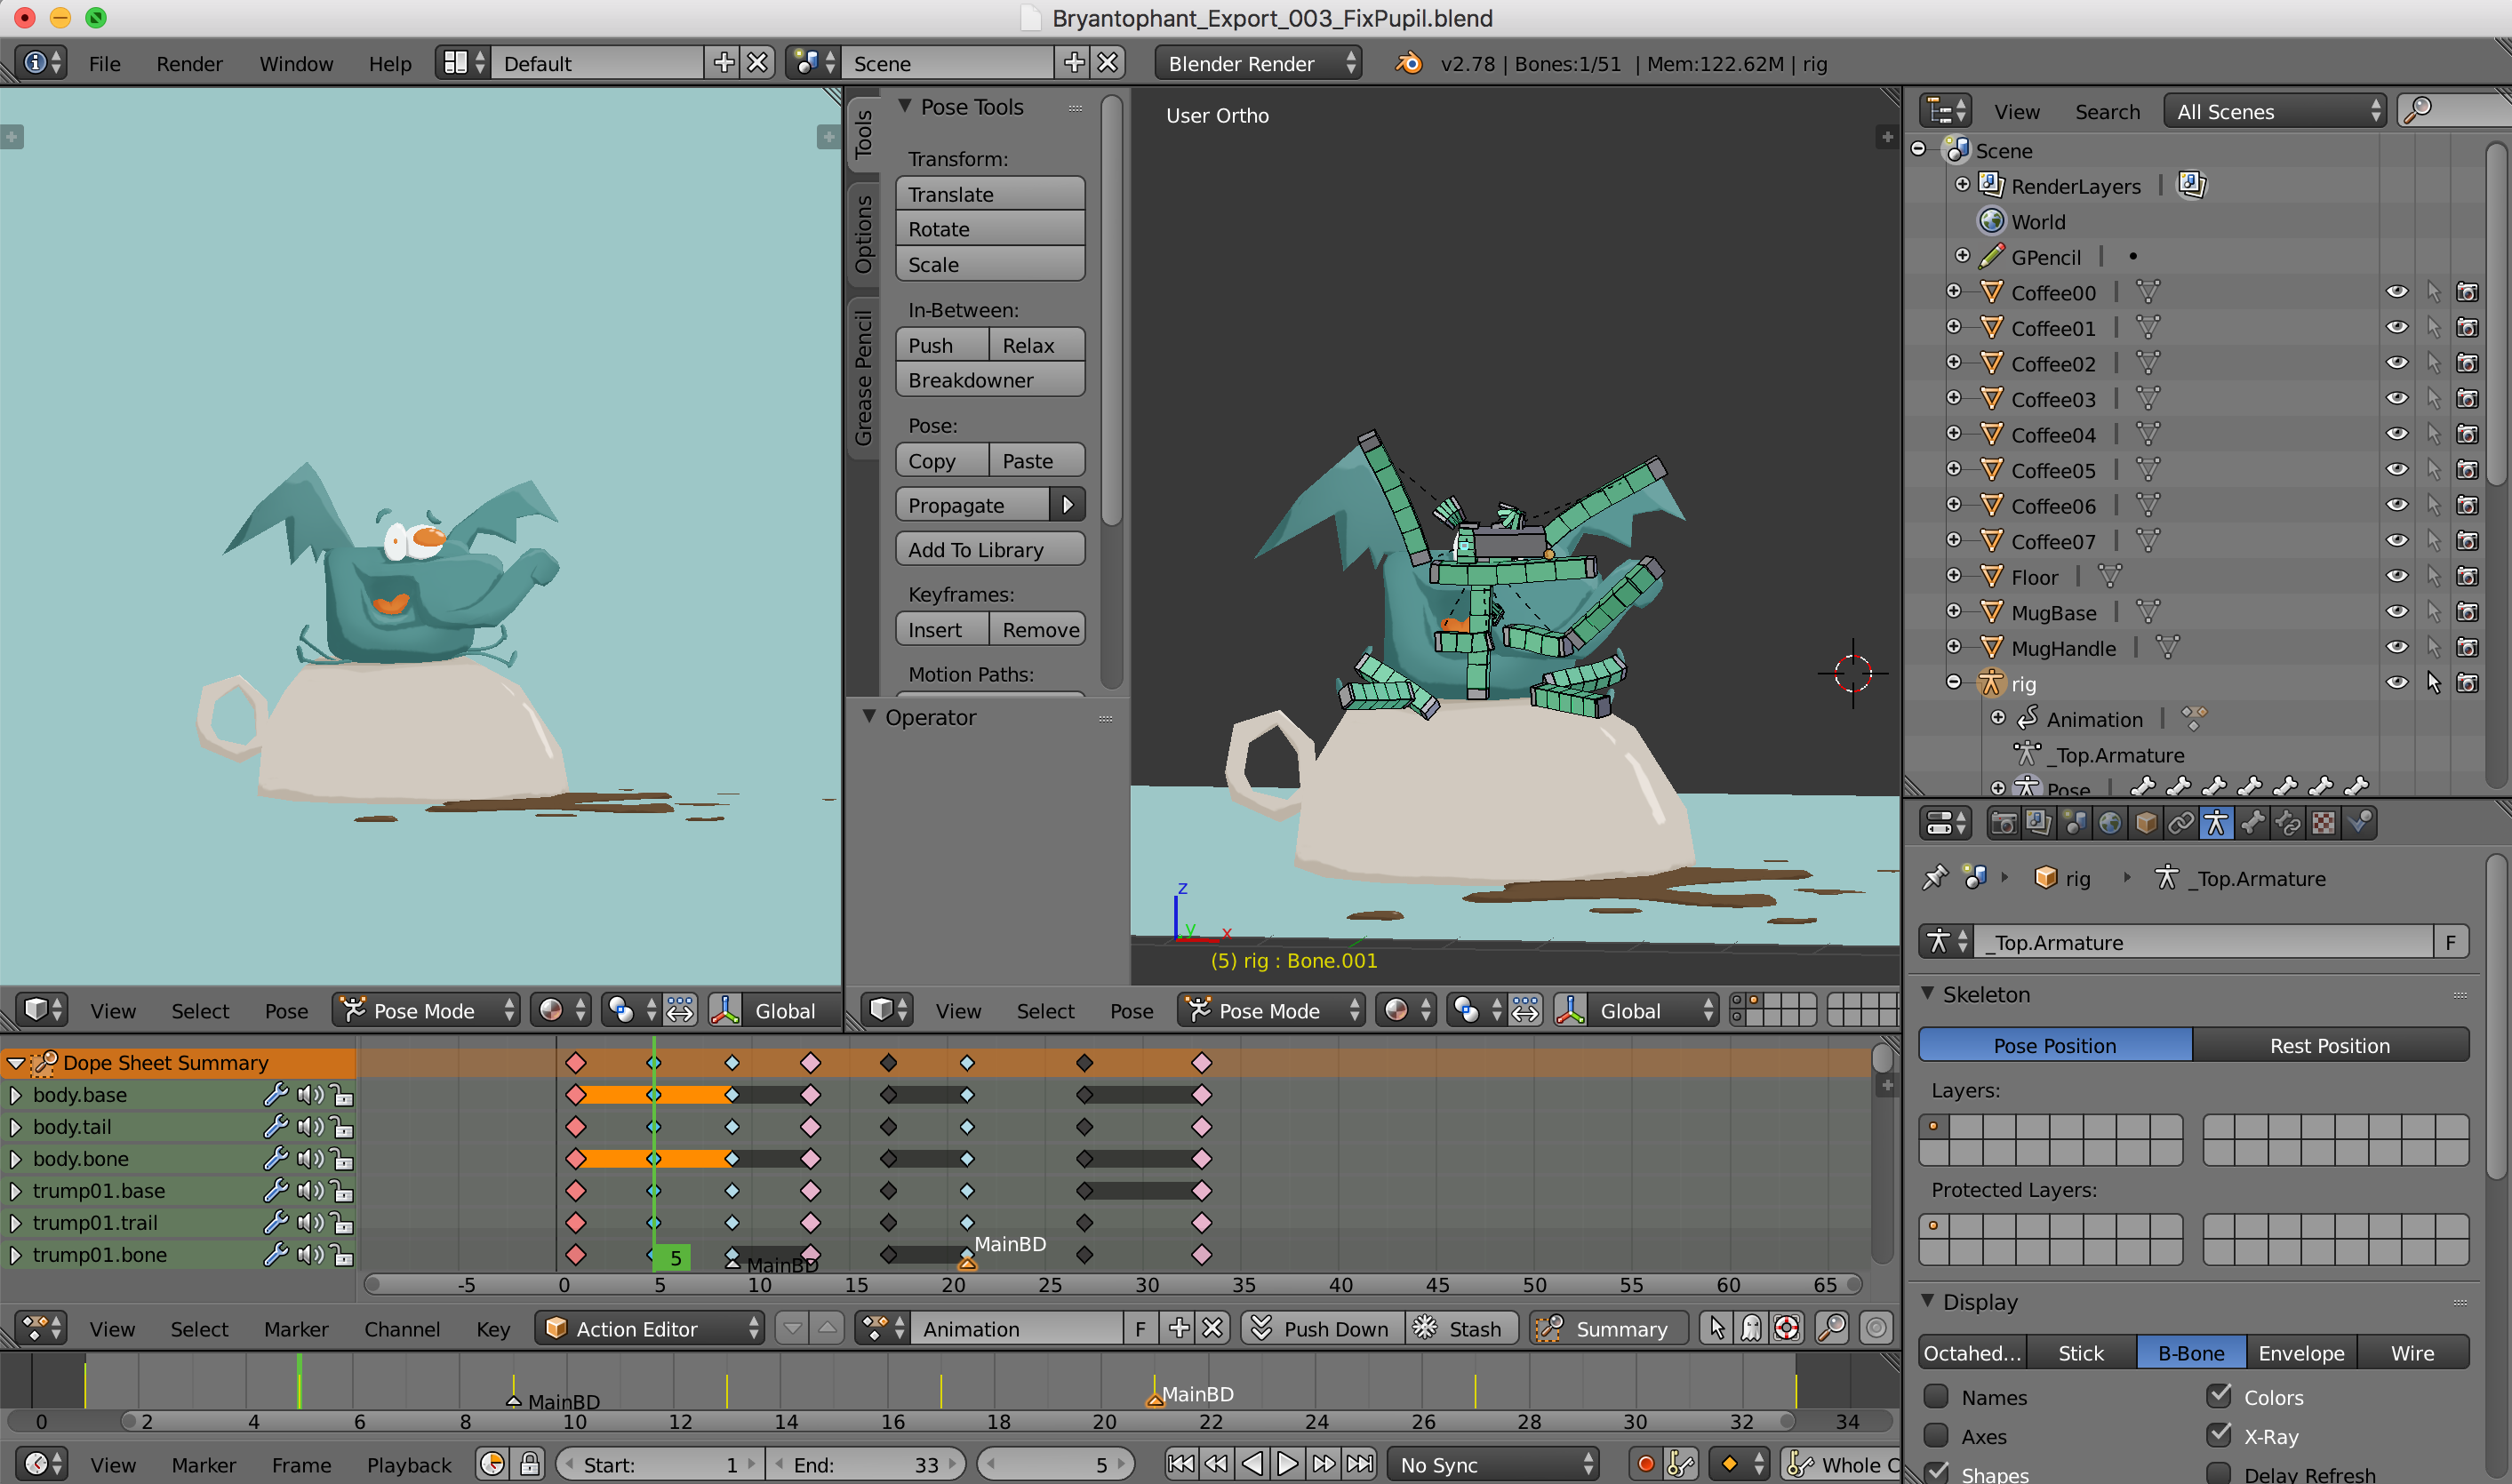 Bryantophant_Export_003_FixPupil.blend
File Render Window Help Default Scene Blender Render v2.78 | Bones:1/51 | Mem:122.62M | rig
Tools
Options
Grease Pencil
Pose Tools
Transform:
Translate
Rotate
Scale
In-Between:
Push Relax
Breakdowner
Pose:
Copy Paste
Propagate
Add To Library
Keyframes:
Insert Remove
Motion Paths:
Operator
User Ortho
z
y x
(5) rig : Bone.001
View Search All Scenes
Scene
RenderLayers |
World
GPencil |
Coffee00 |
Coffee01 |
Coffee02 |
Coffee03 |
Coffee04 |
Coffee05 |
Coffee06 |
Coffee07 |
Floor |
MugBase |
MugHandle |
rig
Animation |
_Top.Armature
Pose |
rig _Top.Armature
_Top.Armature F
Skeleton
Pose Position Rest Position
Layers:
Protected Layers:
Display
Octahed... Stick B-Bone Envelope Wire
Names Colors
Axes X-Ray
Shapes Delay Refresh
View Select Pose Pose Mode Global
View Select Pose Pose Mode Global
Dope Sheet Summary
body.base
body.tail
body.bone
trump01.base
trump01.trail
trump01.bone
5 MainBD MainBD
-5 0 5 10 15 20 25 30 35 40 45 50 55 60 65
View Select Marker Channel Key Action Editor Animation F Push Down Stash Summary
MainBD MainBD
0 2 4 6 8 10 12 14 16 18 20 22 24 26 28 30 32 34
View Marker Frame Playback Start: 1 End: 33 5 No Sync Whole C